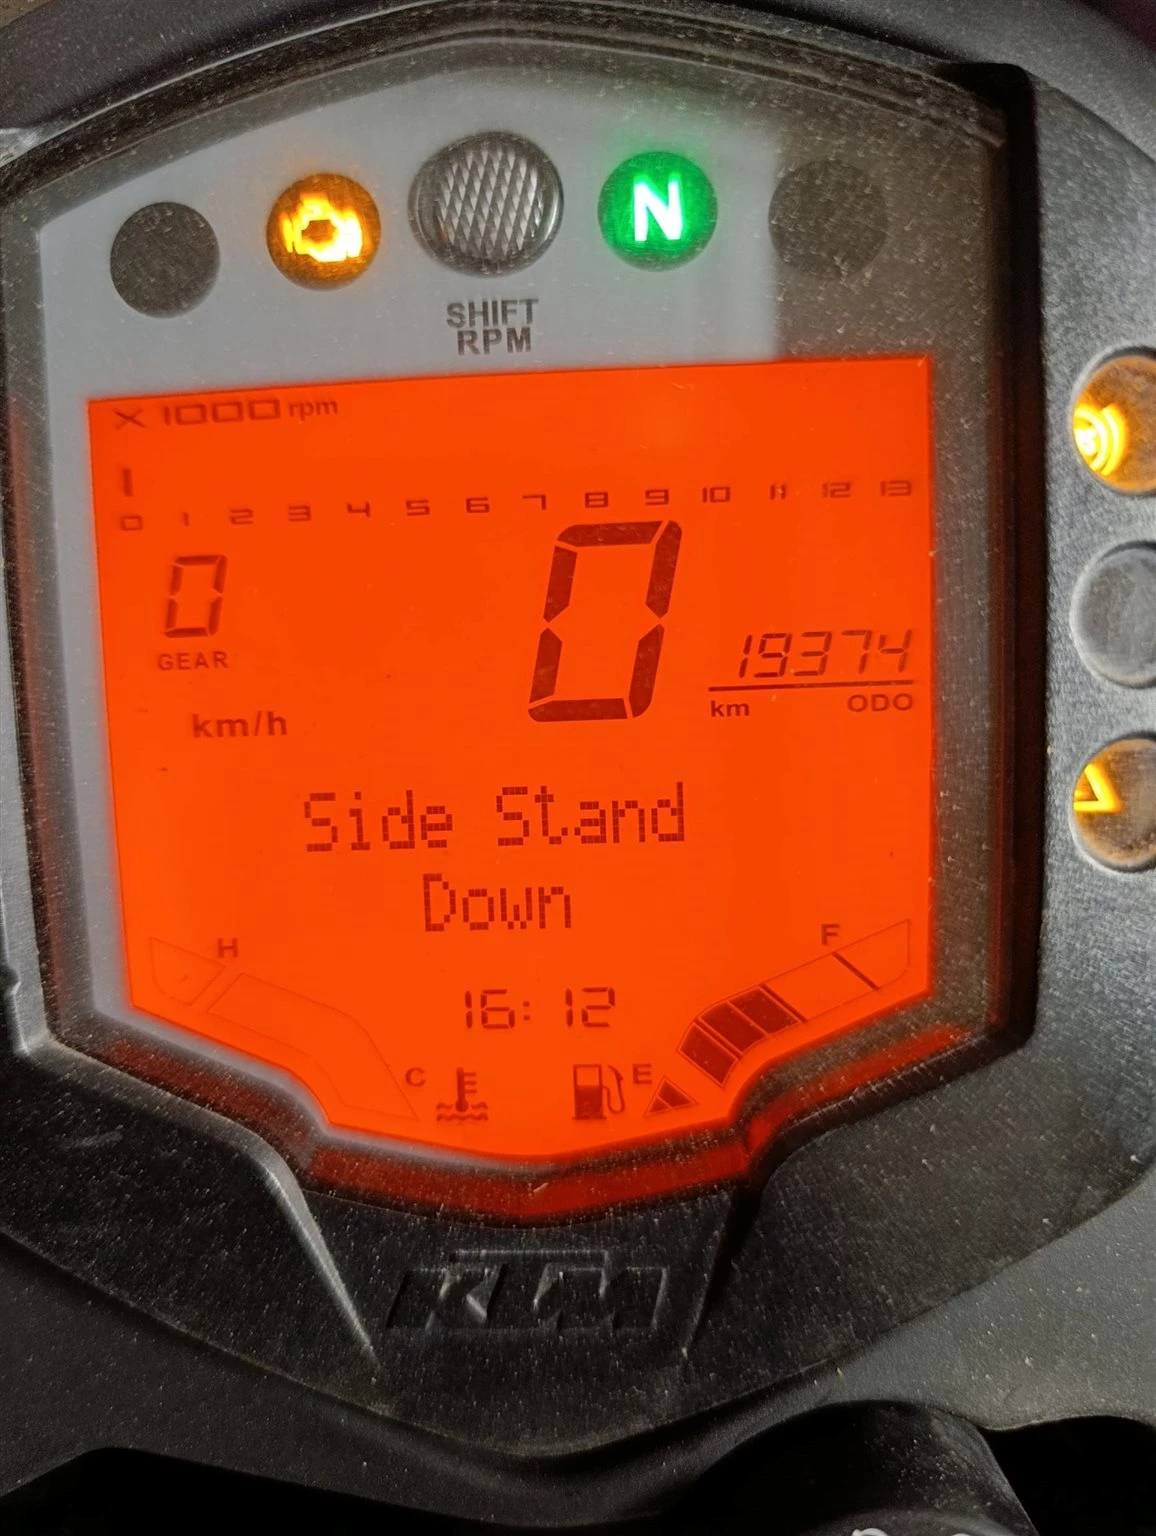 N
SHIFT
RPM
X 1000 rpm
0 1 2 3 4 5 6 7 8 9 10 11 12 13
0
GEAR
km/h
0
19374
km ODO
Side Stand
Down
H
F
16:12
C
E
KTM